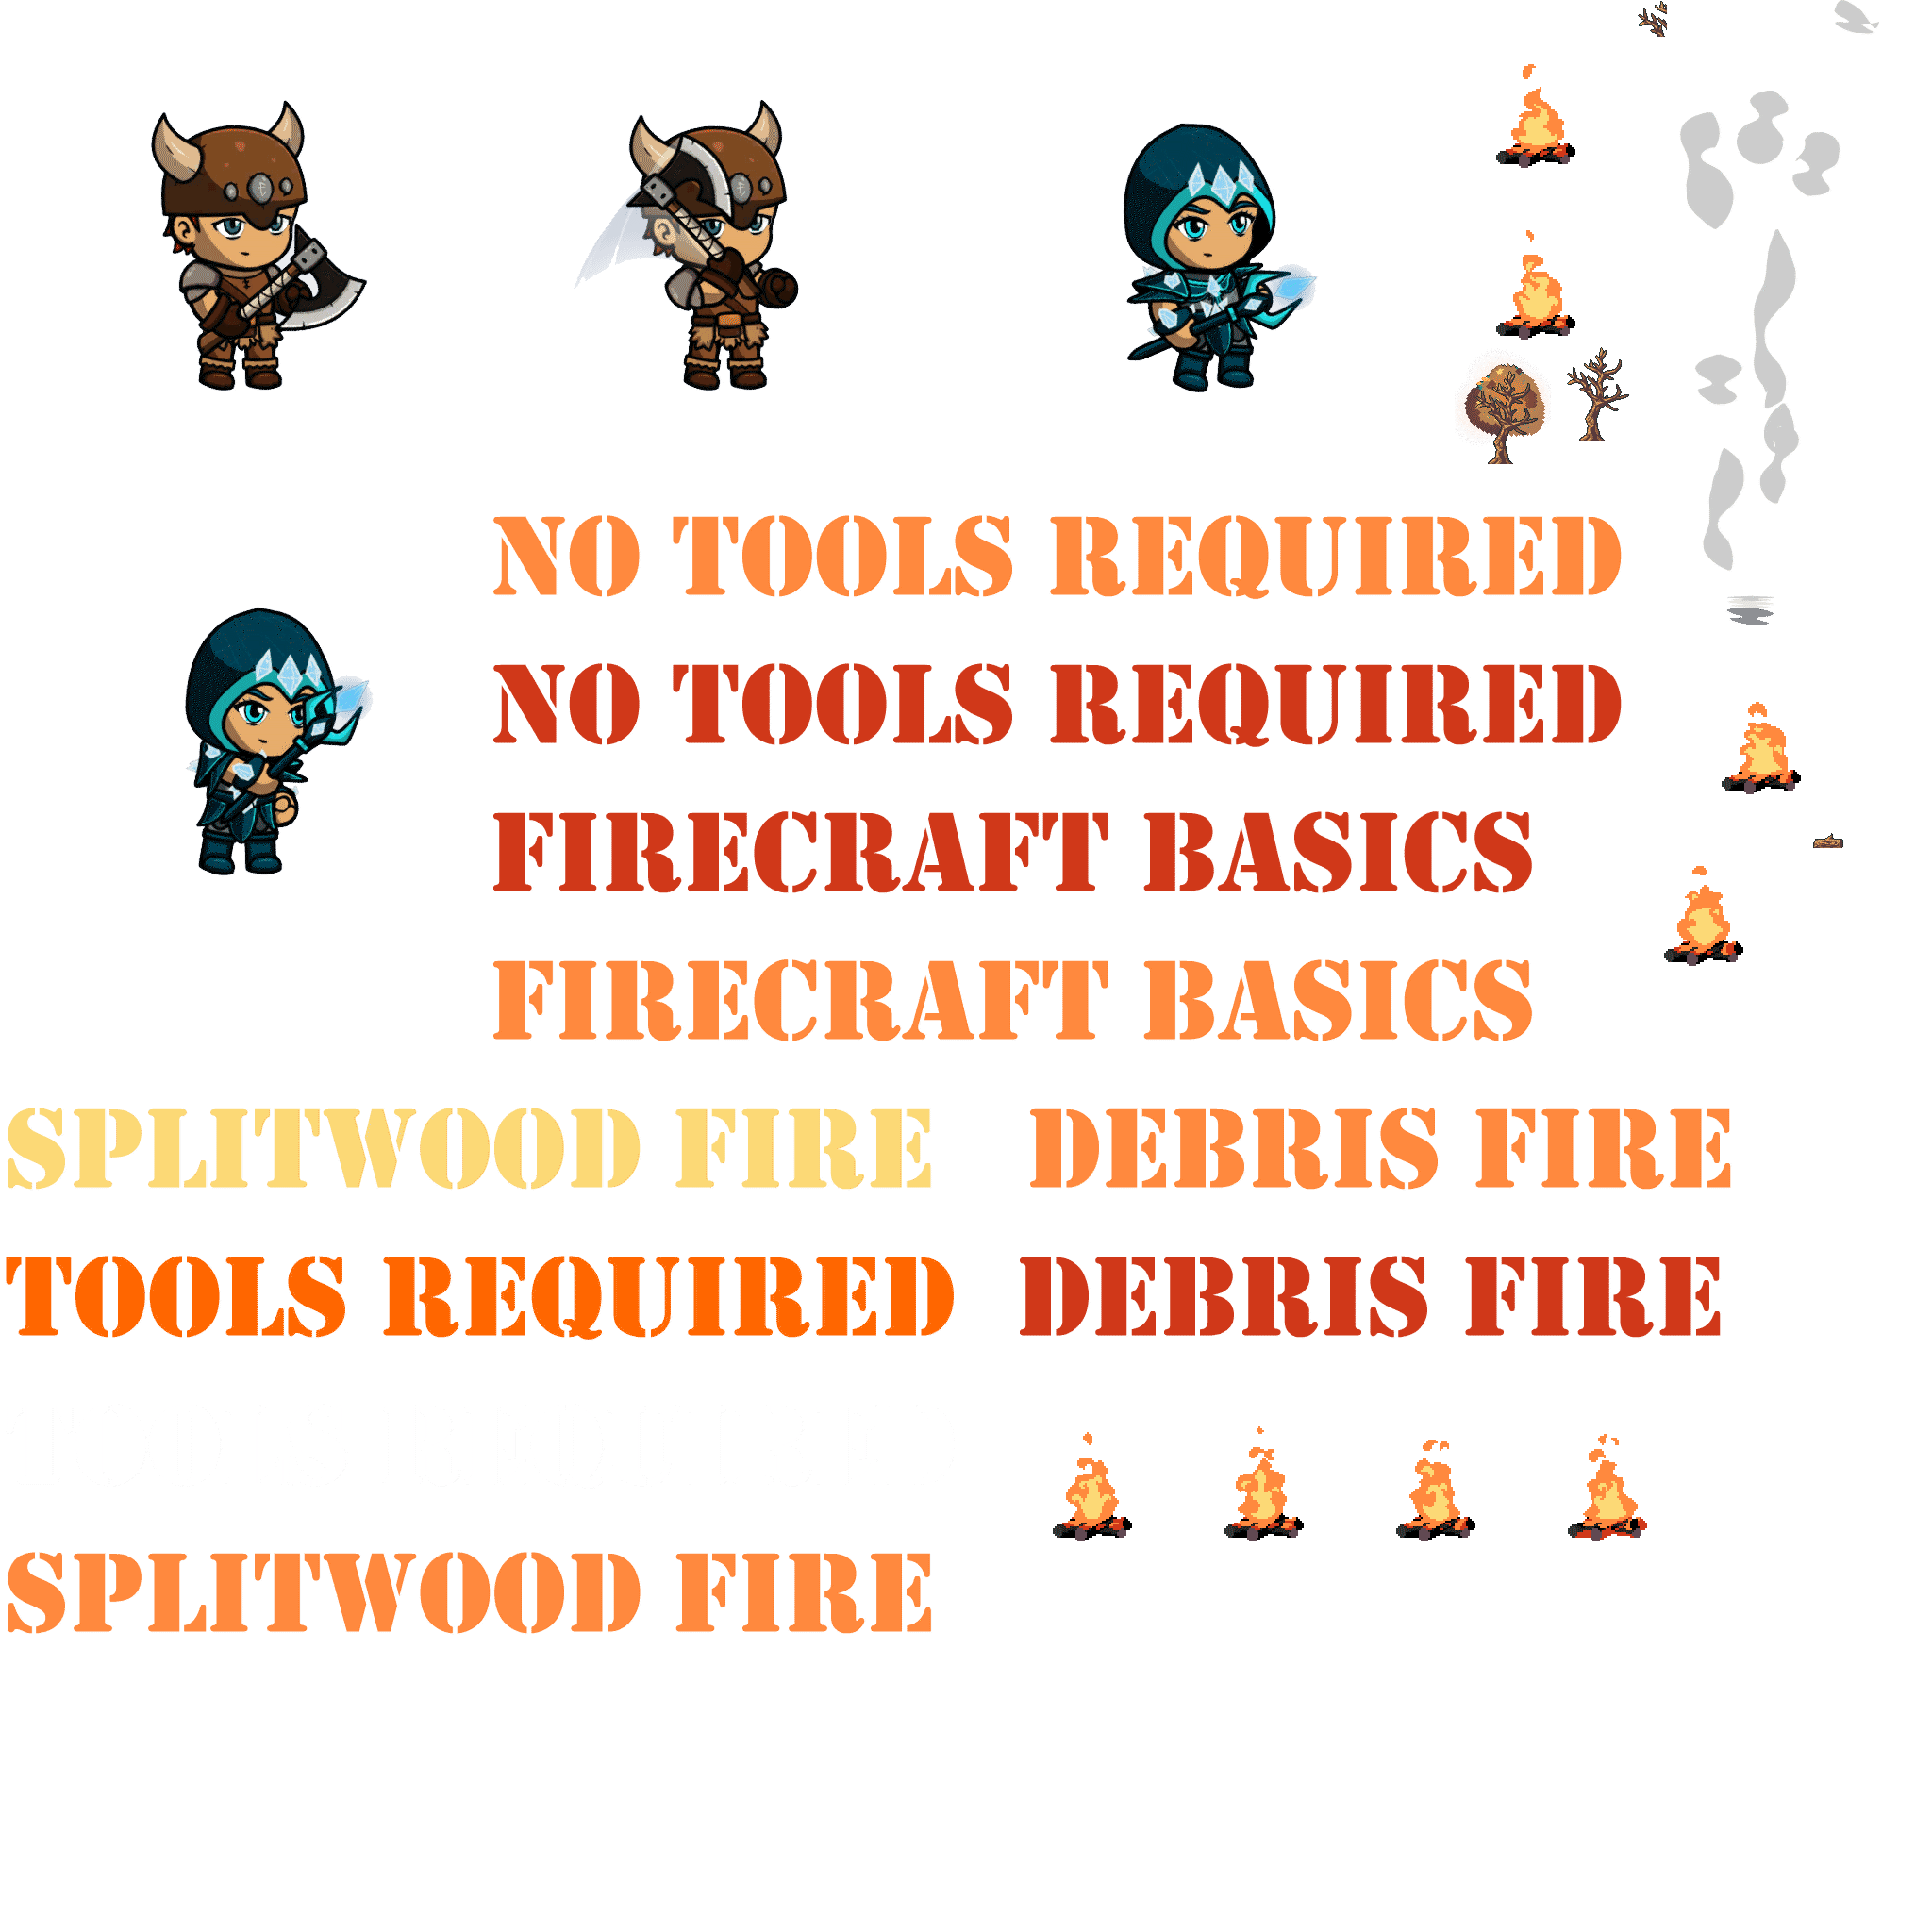 NO TOOLS REQUIRED
NO TOOLS REQUIRED
FIRECRAFT BASICS
FIRECRAFT BASICS
SPLITWOOD FIRE
DEBRIS FIRE
TOOLS REQUIRED
DEBRIS FIRE
SPLITWOOD FIRE